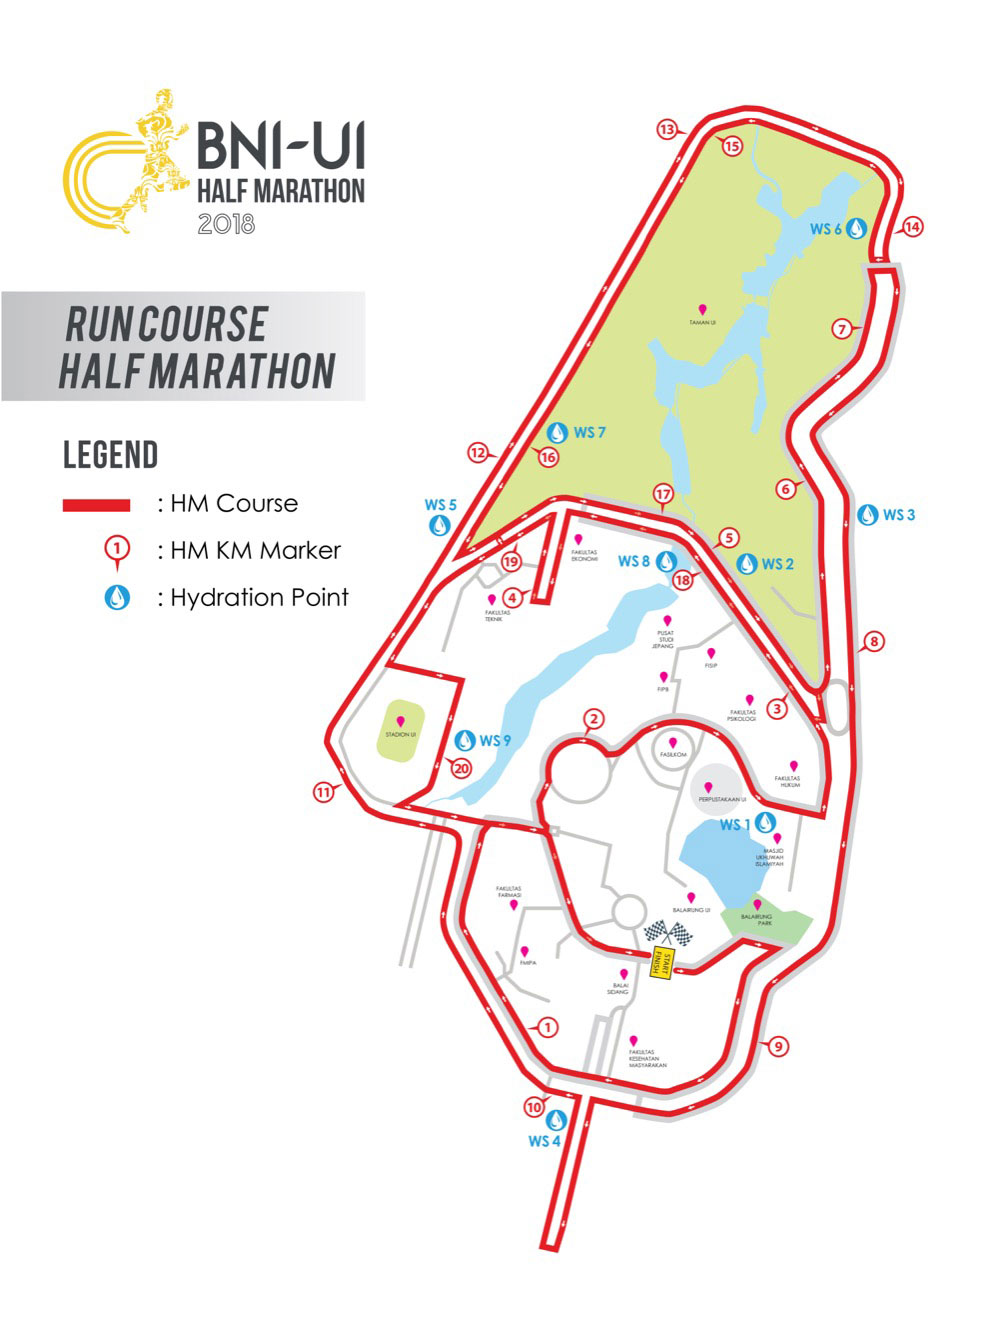 BNI-UI
HALF MARATHON
2018
RUN COURSE
HALF MARATHON
LEGEND
: HM Course
1
: HM KM Marker
: Hydration Point
13
15
WS 6
14
TAMAN UI
7
WS 7
12
16
WS 5
17
6
WS 3
5
19
FAKULTAS
EKONOMI
WS 8
18
WS 2
4
FAKULTAS
TEKNIK
PUSAT
STUDI
JEPANG
8
FISIP
FIPB
FAKULTAS
PSIKOLOGI
3
2
STADION UI
WS 9
20
FASILKOM
FAKULTAS
HUKUM
11
PERPUSTAKAAN UI
WS 1
MASJID
UKHUWAH
ISLAMIYAH
FAKULTAS
FARMASI
BALAIRUNG UI
BALAIRUNG
PARK
START
FINISH
FMIPA
BALAI
SIDANG
1
9
FAKULTAS
KESEHATAN
MASYARAKAN
10
WS 4